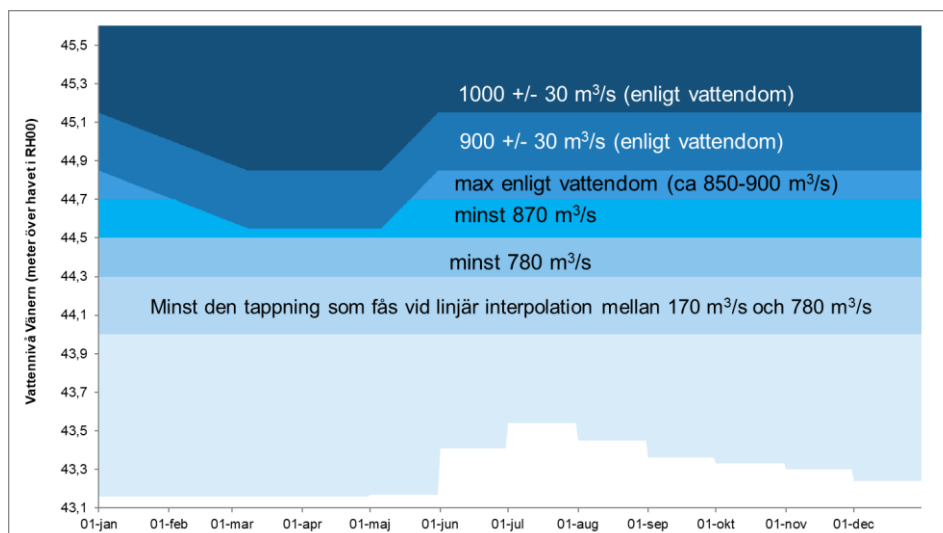 Vattennivå Vänern (meter över havet i RH00)
45,5
45,3
45,1
44,9
44,7
44,5
44,3
44,1
43,9
43,7
43,5
43,3
43,1
1000 +/- 30 m³/s (enligt vattendom)
900 +/- 30 m³/s (enligt vattendom)
max enligt vattendom (ca 850-900 m³/s)
minst 870 m³/s
minst 780 m³/s
Minst den tappning som fås vid linjär interpolation mellan 170 m³/s och 780 m³/s
01-jan 01-feb 01-mar 01-apr 01-maj 01-jun 01-jul 01-aug 01-sep 01-okt 01-nov 01-dec